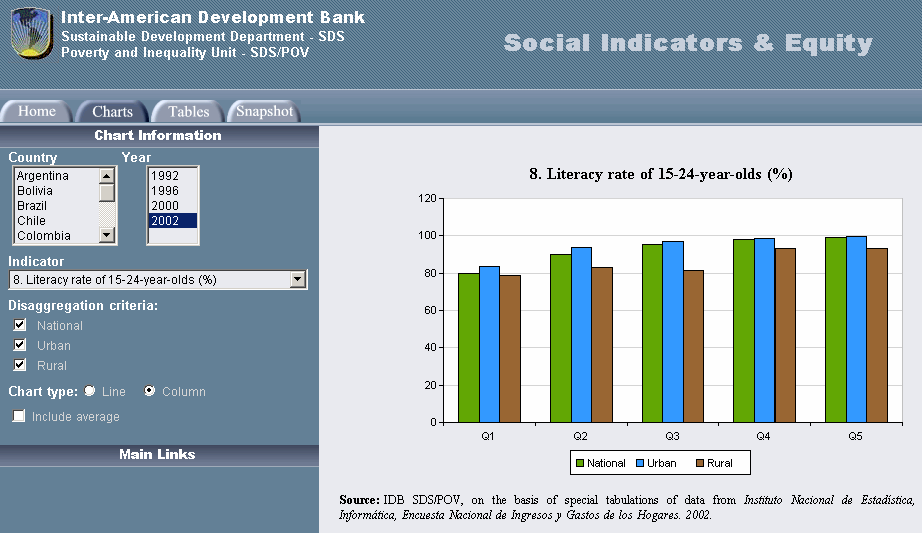 Inter-American Development Bank
Sustainable Development Department - SDS
Poverty and Inequality Unit - SDS/POV
Social Indicators & Equity
Home Charts Tables Snapshot
Chart Information
Country Year
Argentina
Bolivia
Brazil
Chile
Colombia
1992
1996
2000
2002
Indicator
8. Literacy rate of 15-24-year-olds (%)
Disaggregation criteria:
National
Urban
Rural
Chart type: Line Column
Include average
Main Links
8. Literacy rate of 15-24-year-olds (%)
120
100
80
60
40
20
0
Q1 Q2 Q3 Q4 Q5
National Urban Rural
Source: IDB SDS/POV, on the basis of special tabulations of data from Instituto Nacional de Estadística,
Informática, Encuesta Nacional de Ingresos y Gastos de los Hogares. 2002.